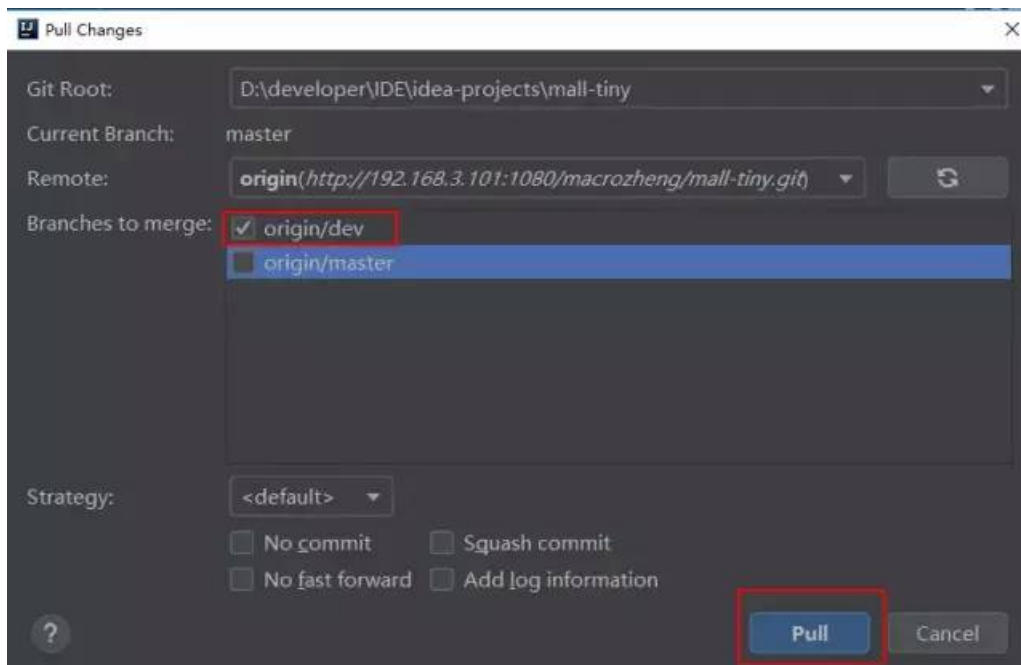 Pull Changes
Git Root: D:\developer\IDE\idea-projects\mall-tiny
Current Branch: master
Remote: origin(http://192.168.3.101:1080/macrozheng/mall-tiny.git)
Branches to merge: origin/dev
origin/master
Strategy: <default>
No commit Squash commit
No fast forward Add log information
? Pull Cancel